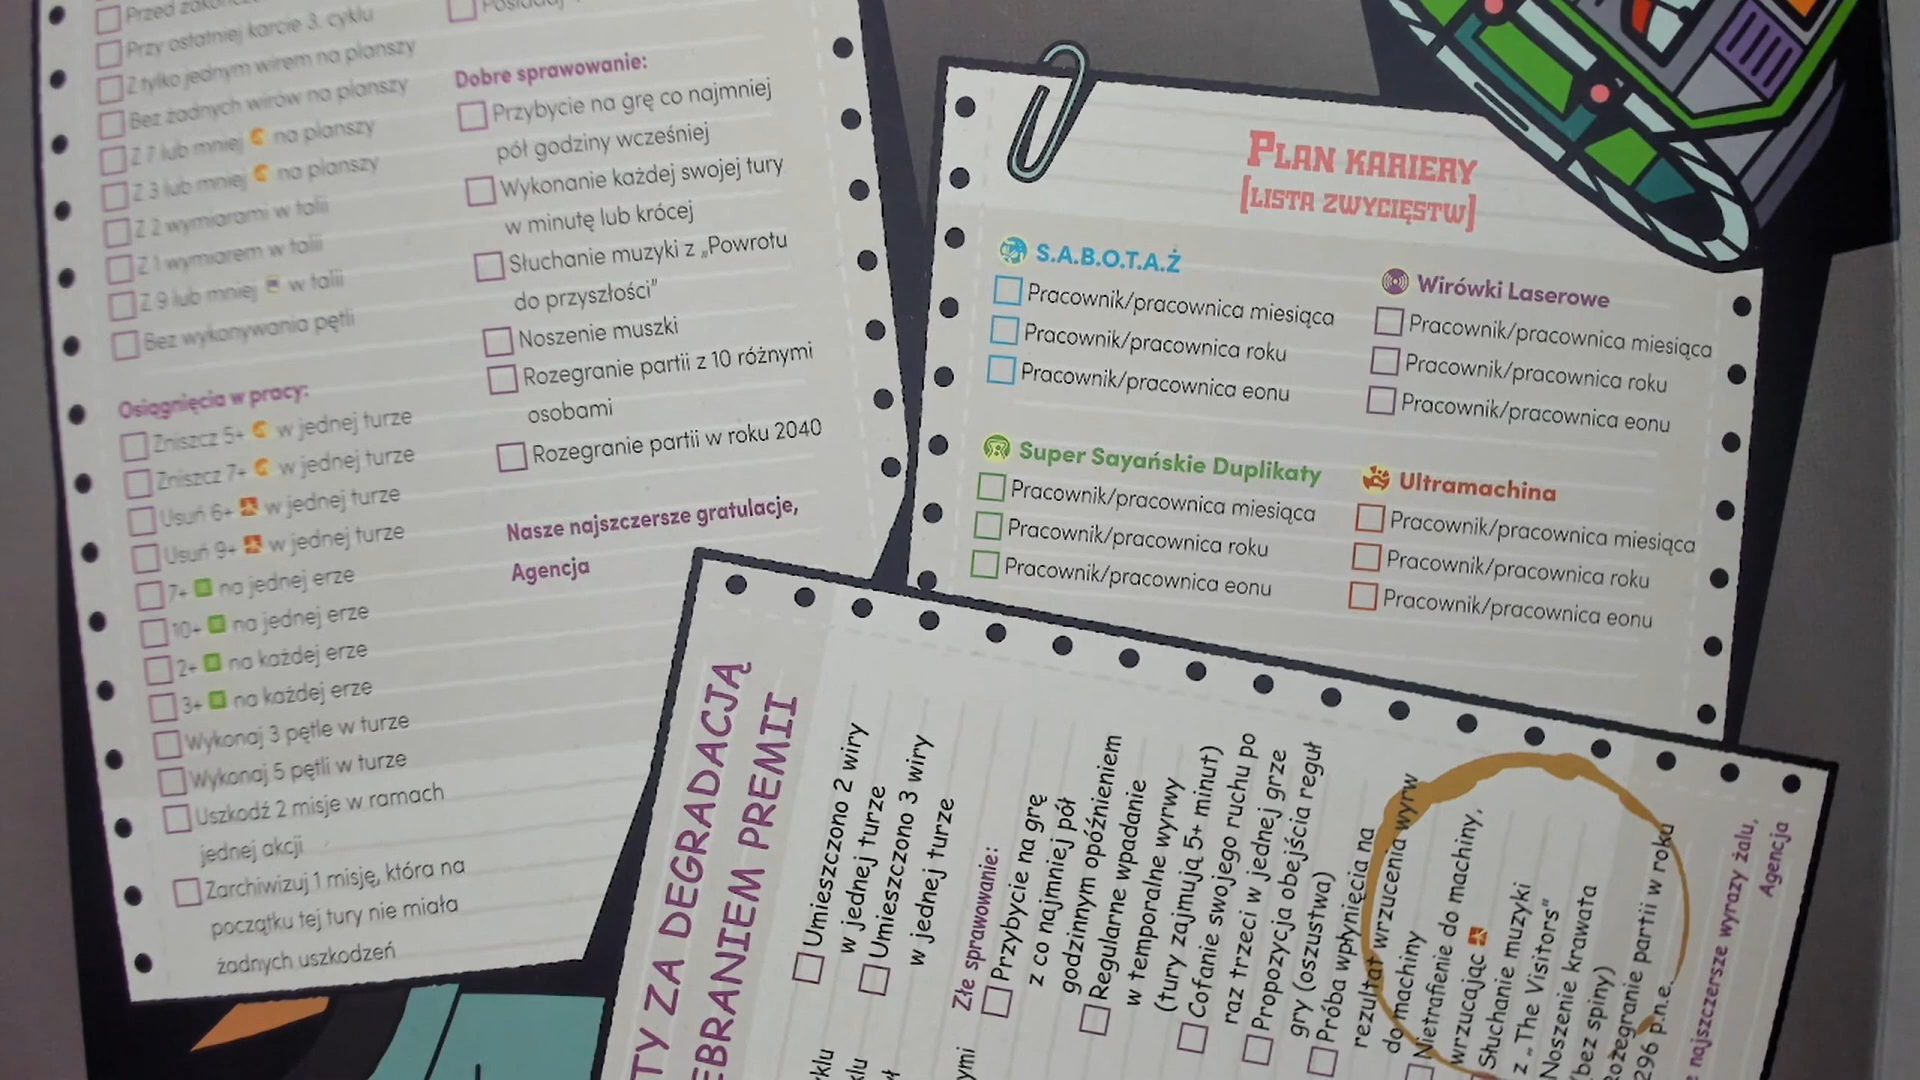 Przed
Przy ostatniej karcie 3. cyklu
Z tylko jednym wirem na planszy
Bez żadnych wirów na planszy
Z 7 lub mniej na planszy
Z 3 lub mniej na planszy
Z 2 wymiarami w talii
Z 1 wymiarem w talii
Z 9 lub mniej w talii
Bez wykonywania pętli
Osiągnięcia w pracy:
Zniszcz 5+ w jednej turze
Zniszcz 7+ w jednej turze
Usuń 6+ w jednej turze
Usuń 9+ w jednej turze
7+ na jednej erze
10+ na jednej erze
2+ na każdej erze
3+ na każdej erze
Wykonaj 3 pętle w turze
Wykonaj 5 pętli w turze
Uszkodź 2 misje w ramach
jednej akcji
Zarchiwizuj 1 misję, która na
początku tej tury nie miała
żadnych uszkodzeń
Dobre sprawowanie:
Przybycie na grę co najmniej
pół godziny wcześniej
Wykonanie każdej swojej tury
w minutę lub krócej
Słuchanie muzyki z „Powrotu
do przyszłości”
Noszenie muszki
Rozegranie partii z 10 różnymi
osobami
Rozegranie partii w roku 2040
Nasze najszczersze gratulacje,
Agencja
PLAN KARIERY
[LISTA ZWYCIĘSTW]
S.A.B.O.T.A.Ż
Pracownik/pracownica miesiąca
Pracownik/pracownica roku
Pracownik/pracownica eonu
Super Sayańskie Duplikaty
Pracownik/pracownica miesiąca
Pracownik/pracownica roku
Pracownik/pracownica eonu
Wirówki Laserowe
Pracownik/pracownica miesiąca
Pracownik/pracownica roku
Pracownik/pracownica eonu
Ultramachina
Pracownik/pracownica miesiąca
Pracownik/pracownica roku
Pracownik/pracownica eonu
TY ZA DEGRADACJĄ
EBRANIEM PREMII
Umieszczono 2 wiry
w jednej turze
Umieszczono 3 wiry
w jednej turze
Złe sprawowanie:
Przybycie na grę
z co najmniej pół
godzinnym opóźnieniem
Regularne wpadanie
w temporalne wyrwy
(tury zajmują 5+ minut)
Cofanie swojego ruchu po
raz trzeci w jednej grze
Propozycja obejścia reguł
gry (oszustwa)
Próba wpłynięcia na
rezultat wrzucenia wyrw
do machiny
Nietrafienie do machiny,
wrzucając
Słuchanie muzyki
z „The Visitors”
Noszenie krawata
(bez spiny)
Rozegranie partii w roku
296 p.n.e.
najszczersze wyrazy żalu,
Agencja